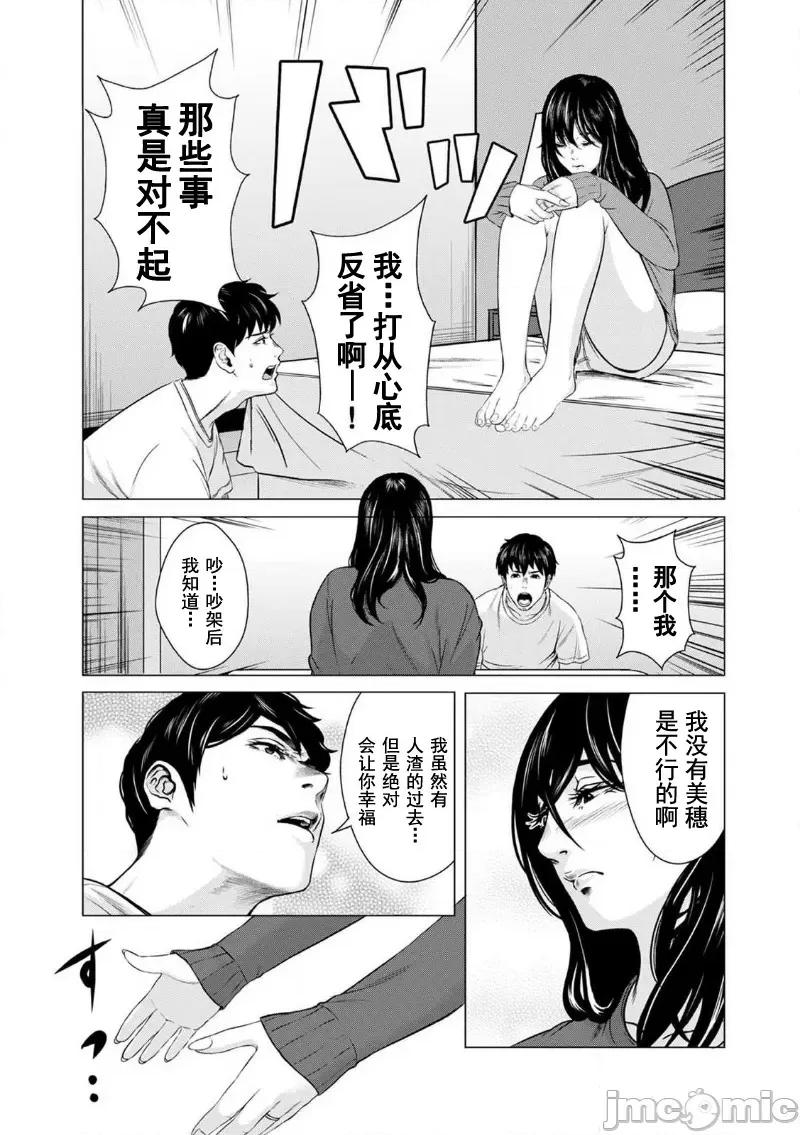 那些事
真是对不起
バッ
我…打从心底
反省了啊—！
那个我
……
吵…吵架后
我知道…
我没有美穗
是不行的啊
我虽然有
人渣的过去…
但是绝对
会让你幸福
すっ…
jmcomic